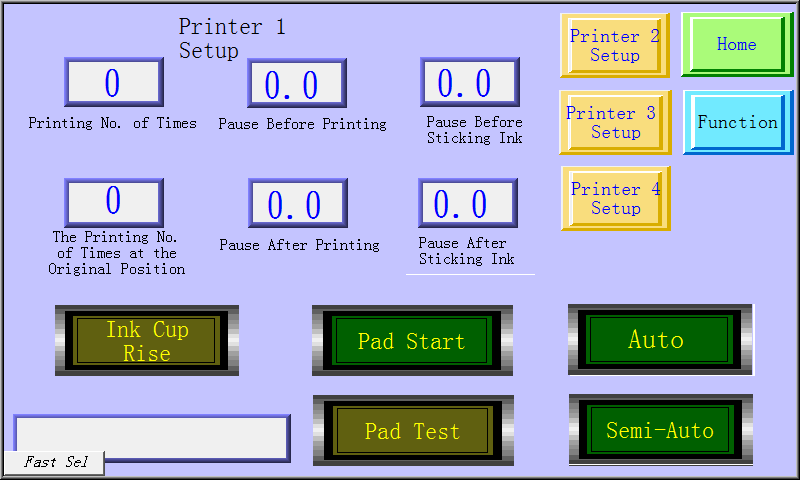 Printer 1
Setup
Printer 2
Setup
Home
0
0.0
0.0
Printing No. of Times
Pause Before Printing
Pause Before
Sticking Ink
Printer 3
Setup
Function
0
0.0
0.0
Printer 4
Setup
The Printing No.
of Times at the
Original Position
Pause After Printing
Pause After
Sticking Ink
Ink Cup
Rise
Pad Start
Auto
Pad Test
Semi-Auto
Fast Sel